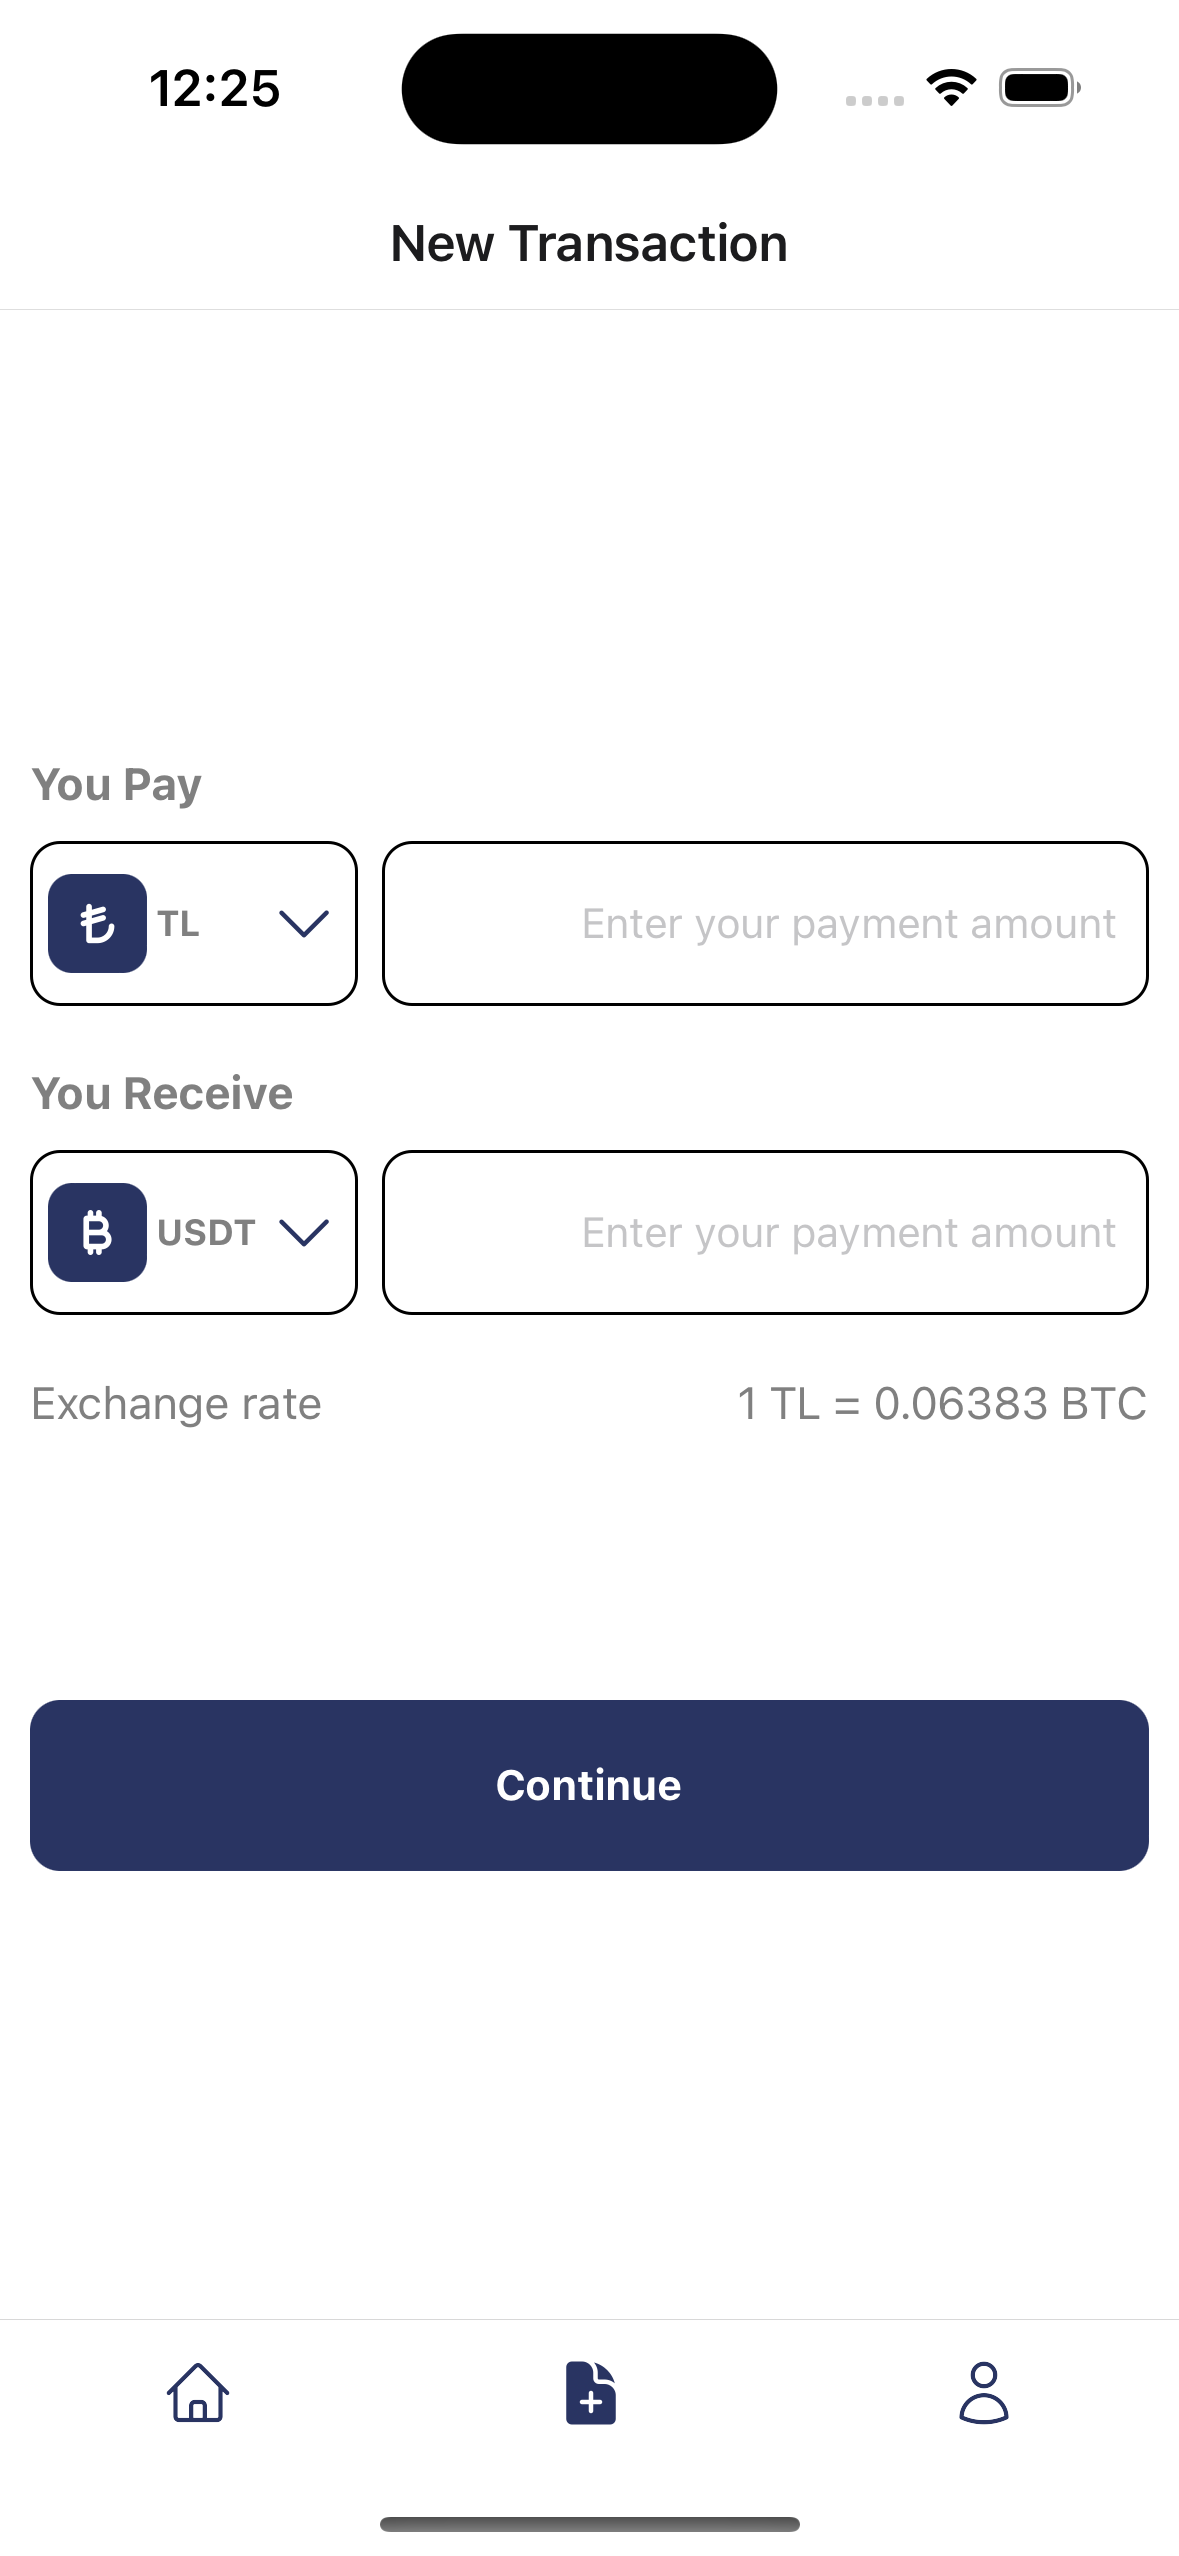 12:25
New Transaction
You Pay
TL
Enter your payment amount
You Receive
USDT
Enter your payment amount
Exchange rate
1 TL = 0.06383 BTC
Continue